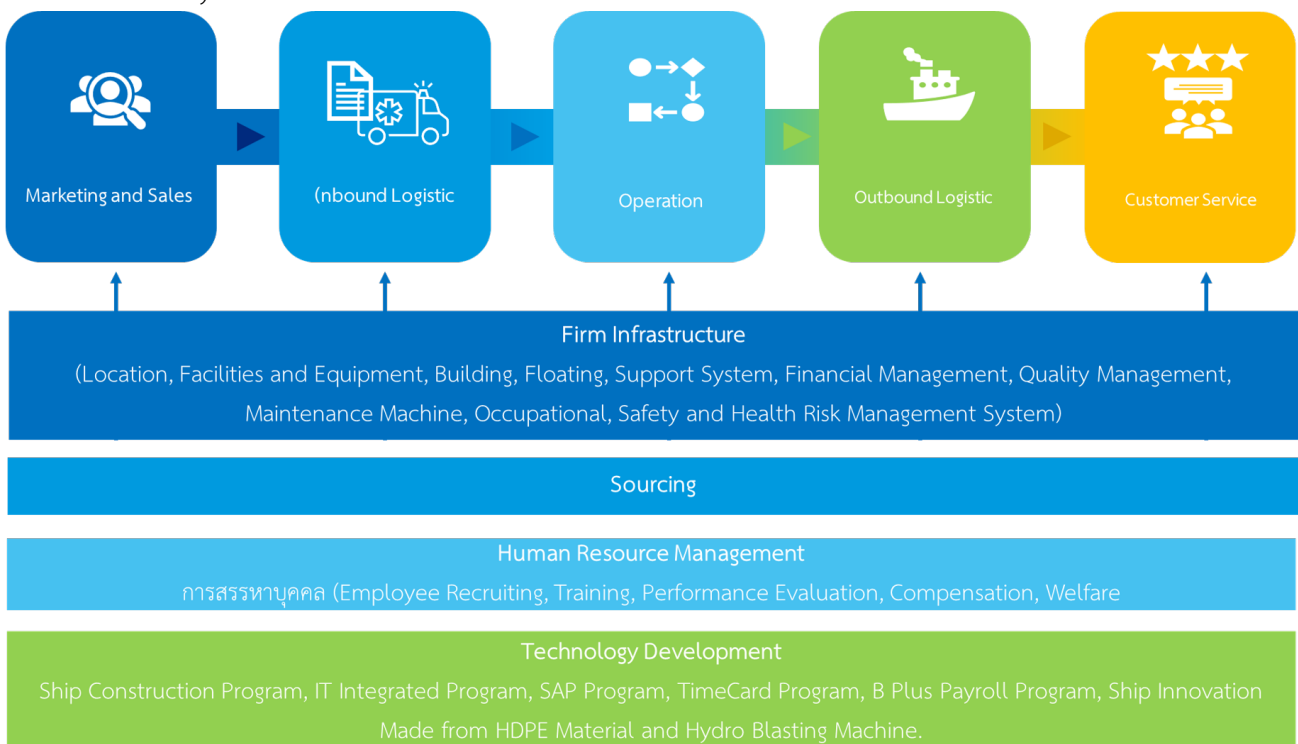 Marketing and Sales
(nbound Logistic
Operation
Outbound Logistic
Customer Service
Firm Infrastructure
(Location, Facilities and Equipment, Building, Floating, Support System, Financial Management, Quality Management,
Maintenance Machine, Occupational, Safety and Health Risk Management System)
Sourcing
Human Resource Management
การสรรหาบุคคล (Employee Recruiting, Training, Performance Evaluation, Compensation, Welfare
Technology Development
Ship Construction Program, IT Integrated Program, SAP Program, TimeCard Program, B Plus Payroll Program, Ship Innovation
Made from HDPE Material and Hydro Blasting Machine.